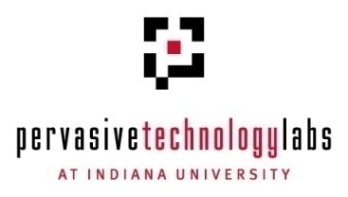 pervasivetechnologylabs
AT INDIANA UNIVERSITY